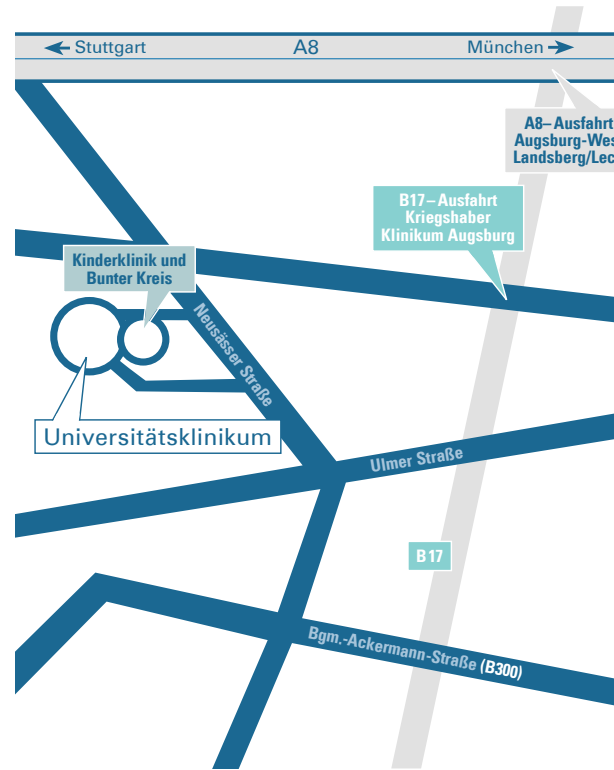 Stuttgart A8 München
A8–Ausfahrt
Augsburg-Wes
Landsberg/Lec
B17–Ausfahrt
Kriegshaber
Klinikum Augsburg
Kinderklinik und
Bunter Kreis
Neusässer Straße
Universitätsklinikum
Ulmer Straße
B17
Bgm.-Ackermann-Straße (B300)